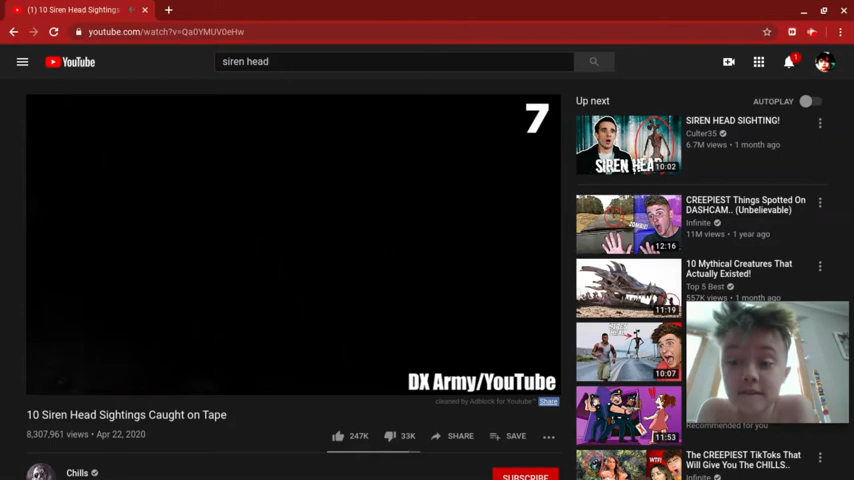 (1) 10 Siren Head Sightings
youtube.com/watch?v=Qa0YMUV0eHw
YouTube
siren head
1
7
DX Army/YouTube
cleaned by Adblock for Youtube™ Share
10 Siren Head Sightings Caught on Tape
8,307,961 views • Apr 22, 2020
247K
33K
SHARE
SAVE
Chills
SUBSCRIBE
Up next
AUTOPLAY
SIREN HEAD
10:02
SIREN HEAD SIGHTING!
Culter35
6.7M views • 1 month ago
ZOMBIE!
12:16
CREEPIEST Things Spotted On
DASHCAM.. (Unbelievable)
Infinite
11M views • 1 year ago
11:19
10 Mythical Creatures That
Actually Existed!
Top 5 Best
557K views • 1 month ago
10:07
11:53
Recommended for you
WTF!
The CREEPIEST TikToks That
Will Give You The CHILLS..
Infinite